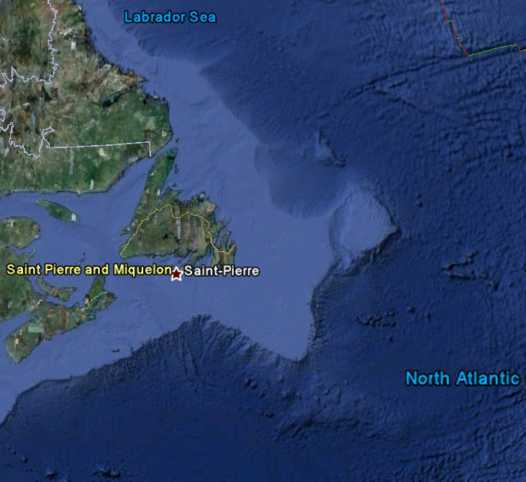 Labrador Sea
Saint Pierre and Miquelon
Saint-Pierre
North Atlantic